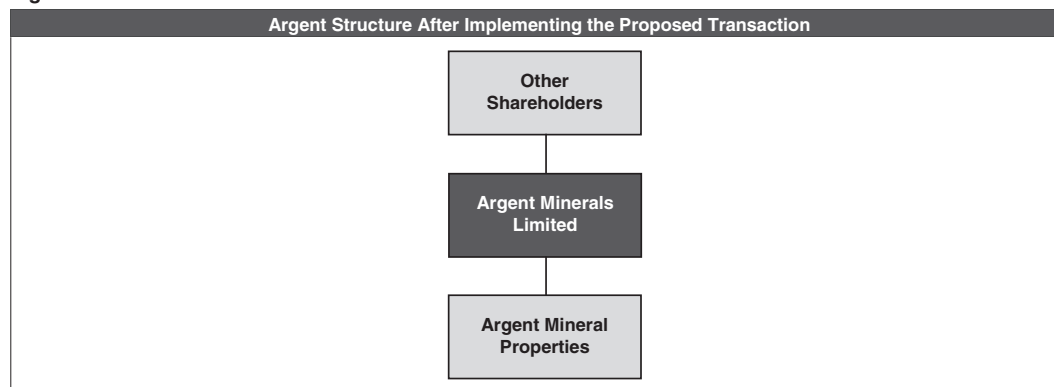 Argent Structure After Implementing the Proposed Transaction
Other
Shareholders
Argent Minerals
Limited
Argent Mineral
Properties